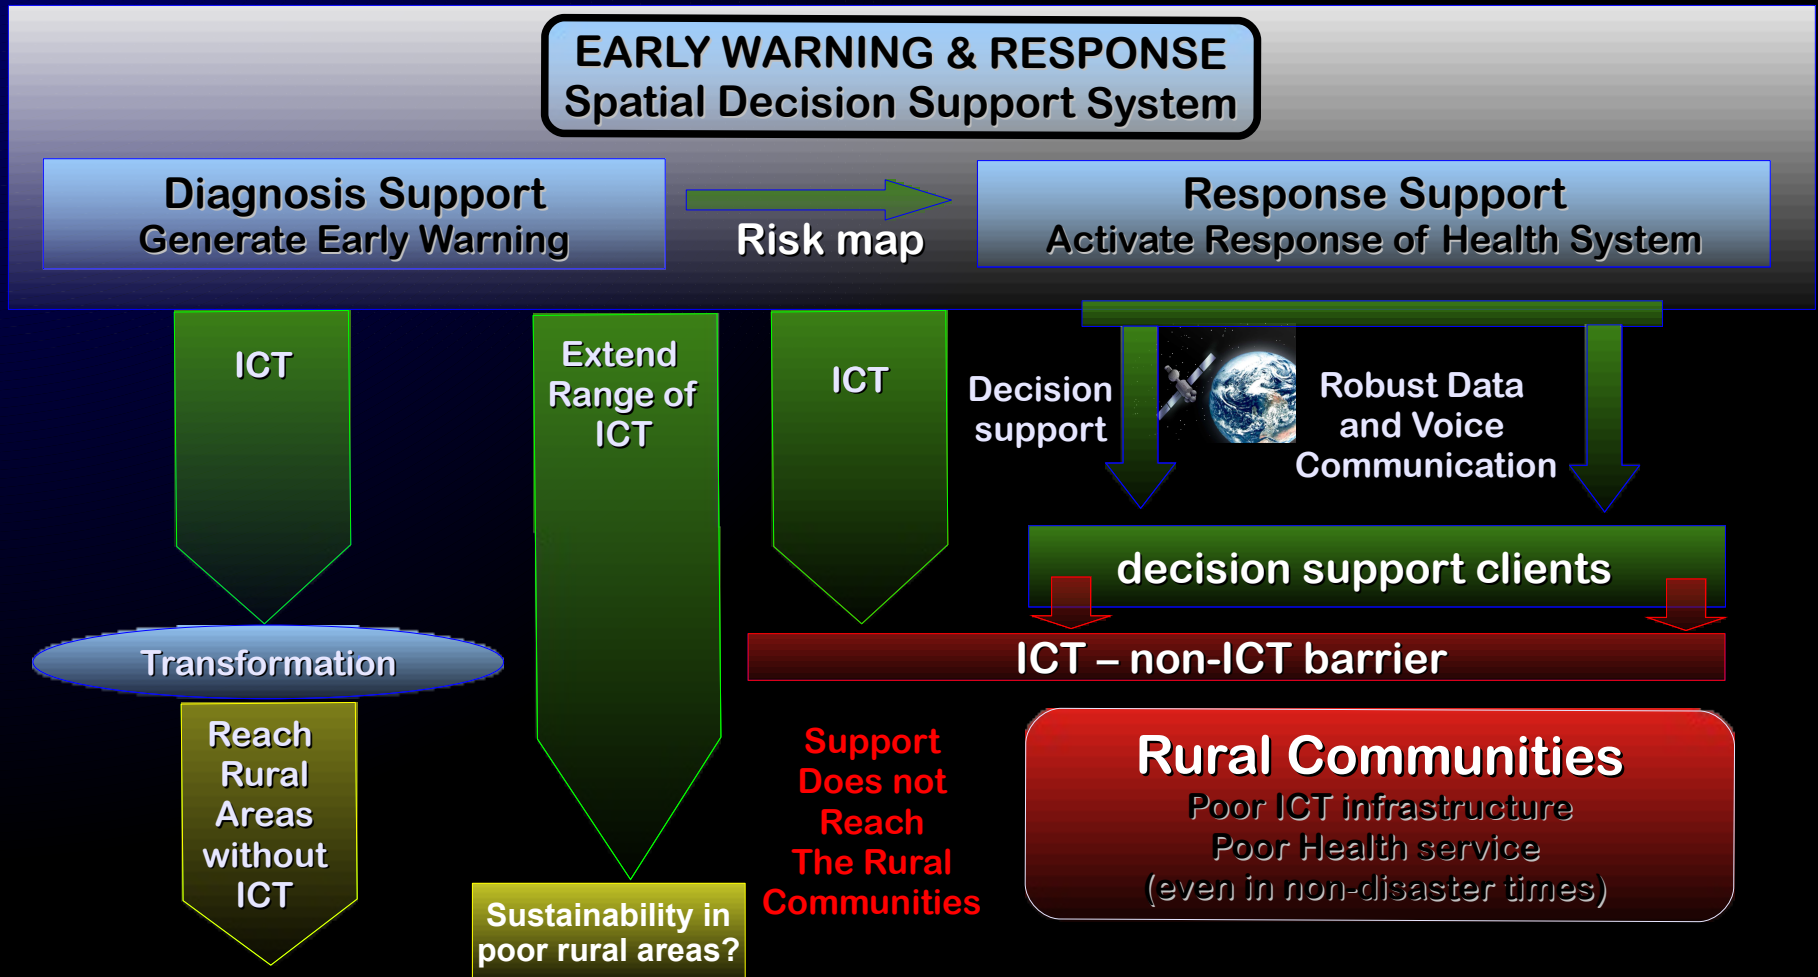 EARLY WARNING & RESPONSE
Spatial Decision Support System
Diagnosis Support
Generate Early Warning
Risk map
Response Support
Activate Response of Health System
ICT
Extend
Range of
ICT
ICT
Decision
support
Robust Data
and Voice
Communication
decision support clients
ICT – non-ICT barrier
Transformation
Reach
Rural
Areas
without
ICT
Sustainability in
poor rural areas?
Support
Does not
Reach
The Rural
Communities
Rural Communities
Poor ICT infrastructure
Poor Health service
(even in non-disaster times)